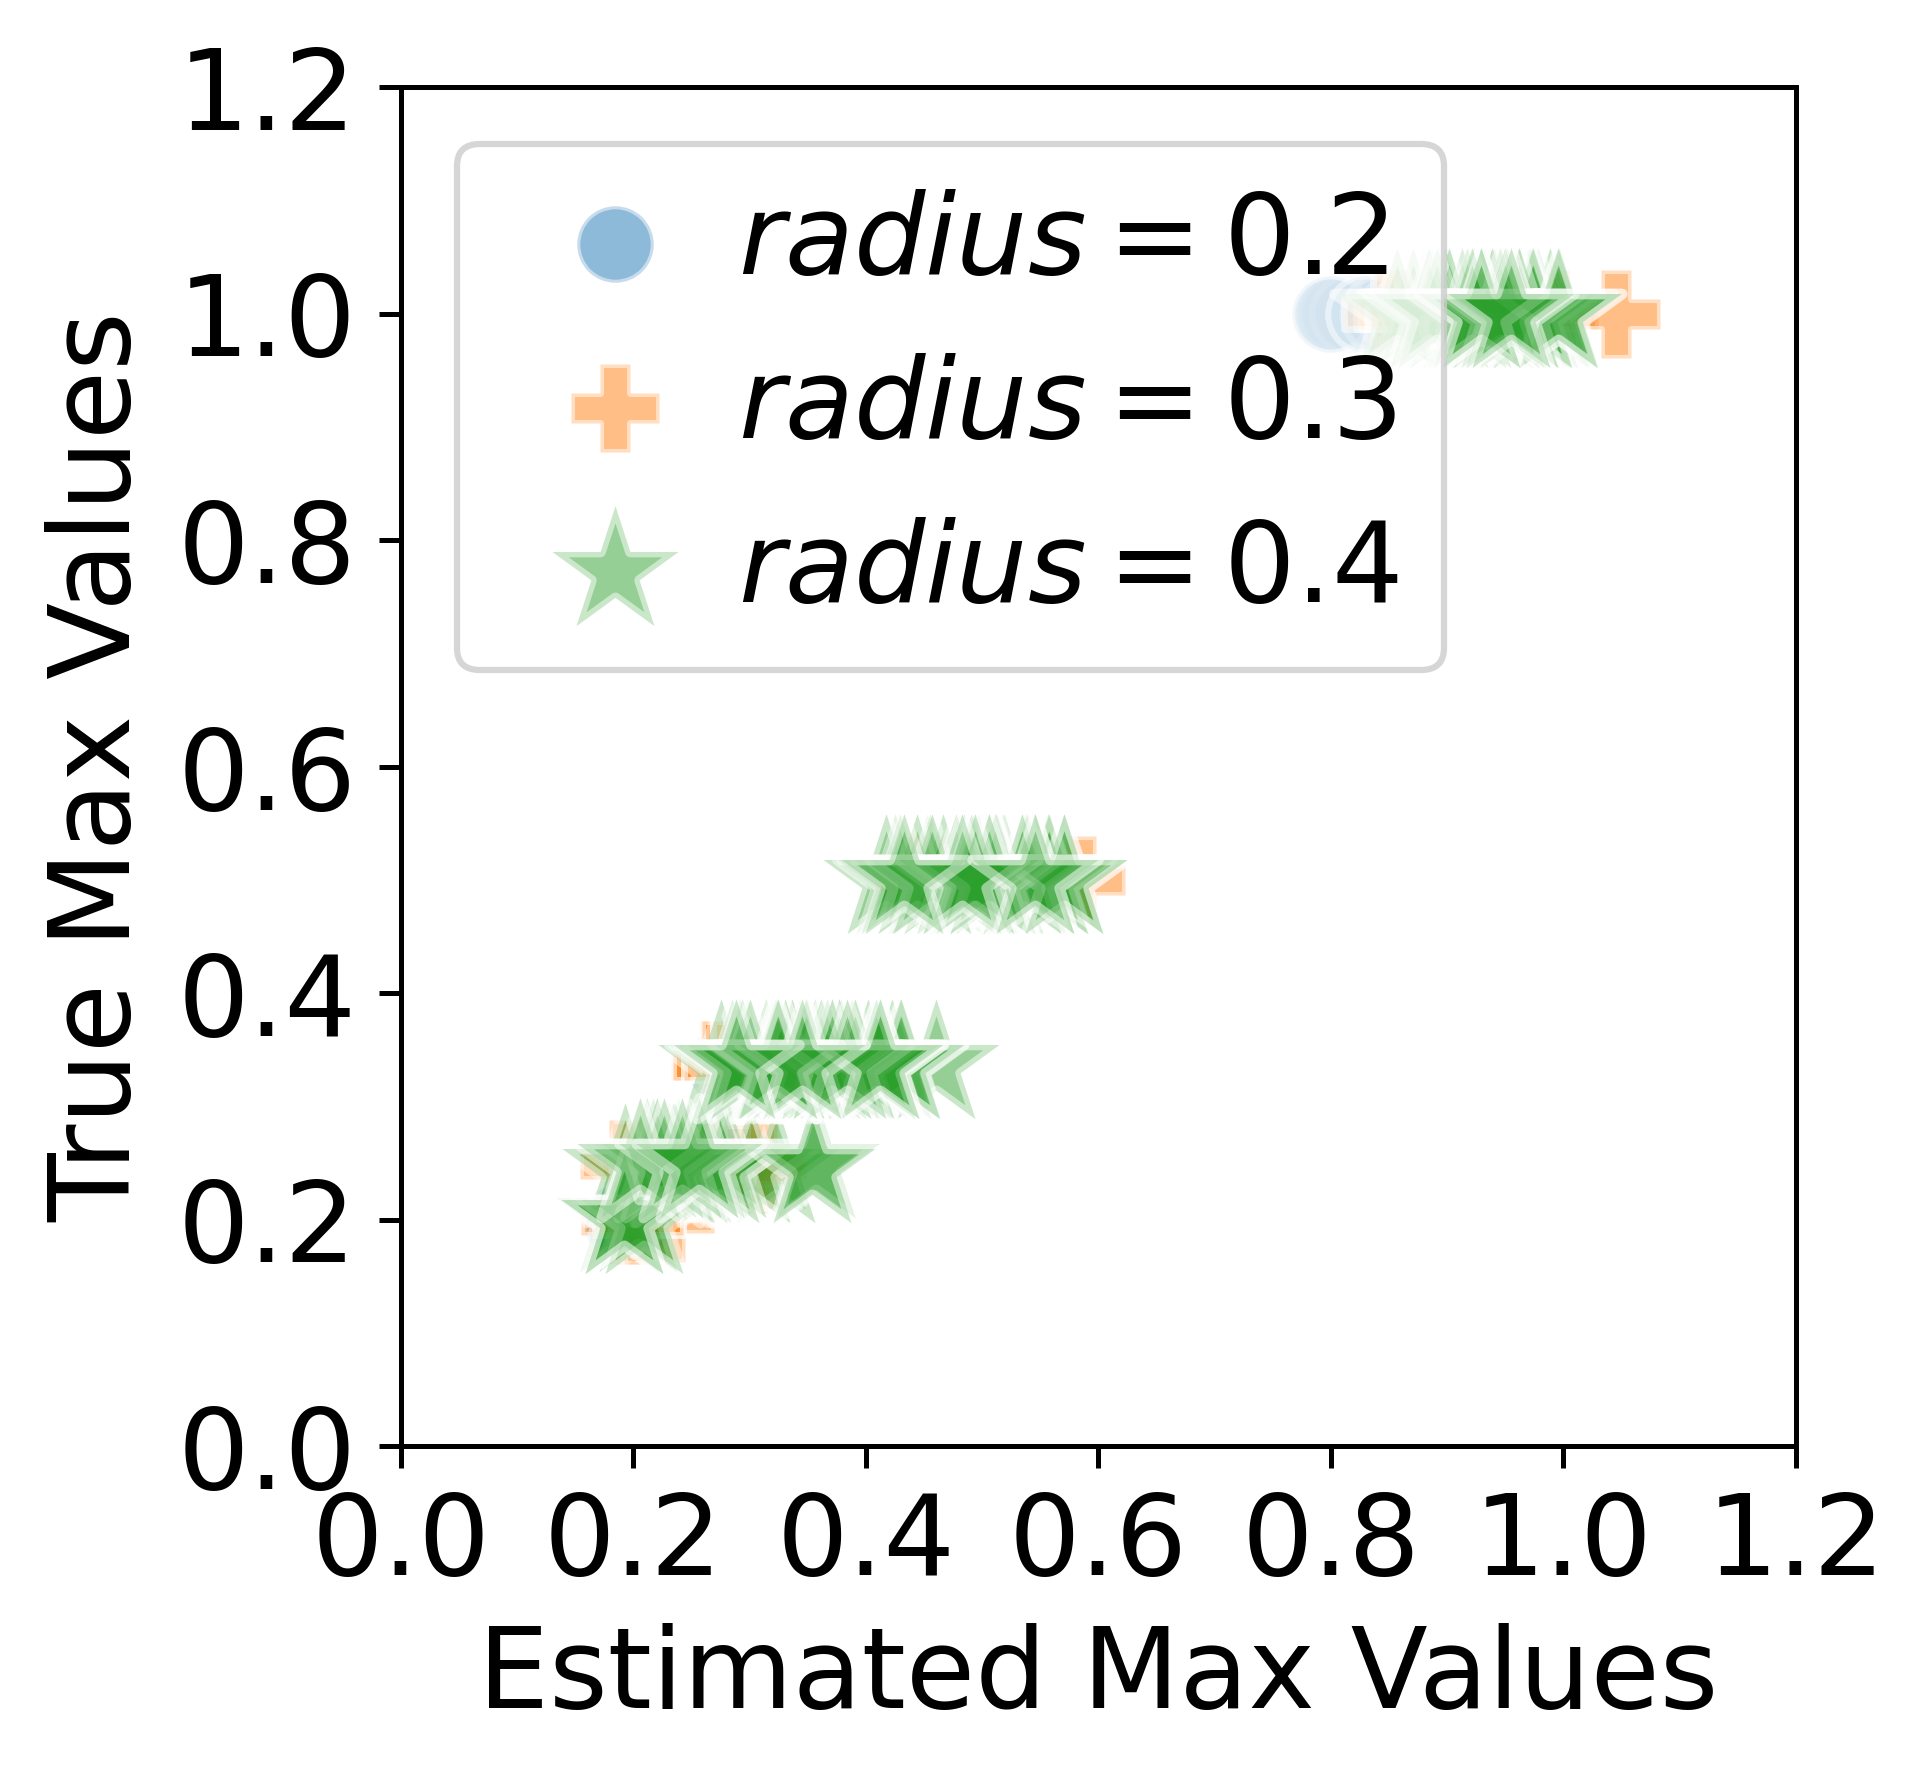 1.2
1.0
0.8
0.6
0.4
0.2
0.0
True Max Values
radius = 0.2
radius = 0.3
radius = 0.4
0.0 0.2 0.4 0.6 0.8 1.0 1.2
Estimated Max Values